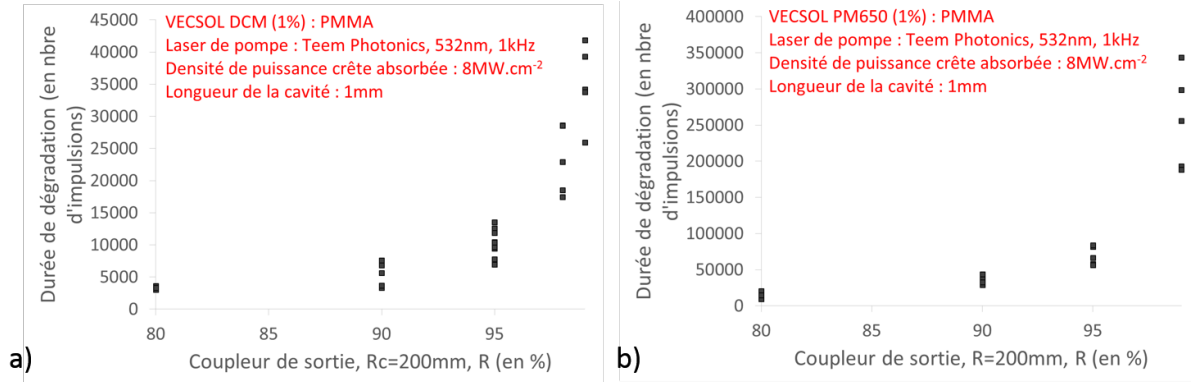 VECSOL DCM (1%) : PMMA
Laser de pompe : Teem Photonics, 532nm, 1kHz
Densité de puissance crête absorbée : 8MW.cm-2
Longueur de la cavité : 1mm
Durée de dégradation (en nbre
d'impulsions)
45000
40000
35000
30000
25000
20000
15000
10000
5000
0
80
85
90
95
Coupleur de sortie, Rc=200mm, R (en %)
a)
VECSOL PM650 (1%) : PMMA
Laser de pompe : Teem Photonics, 532nm, 1kHz
Densité de puissance crête absorbée : 8MW.cm-2
Longueur de la cavité : 1mm
Durée de dégradation (en nbre
d'impulsions)
400000
350000
300000
250000
200000
150000
100000
50000
0
80
85
90
95
Coupleur de sortie, R=200mm, R (en %)
b)